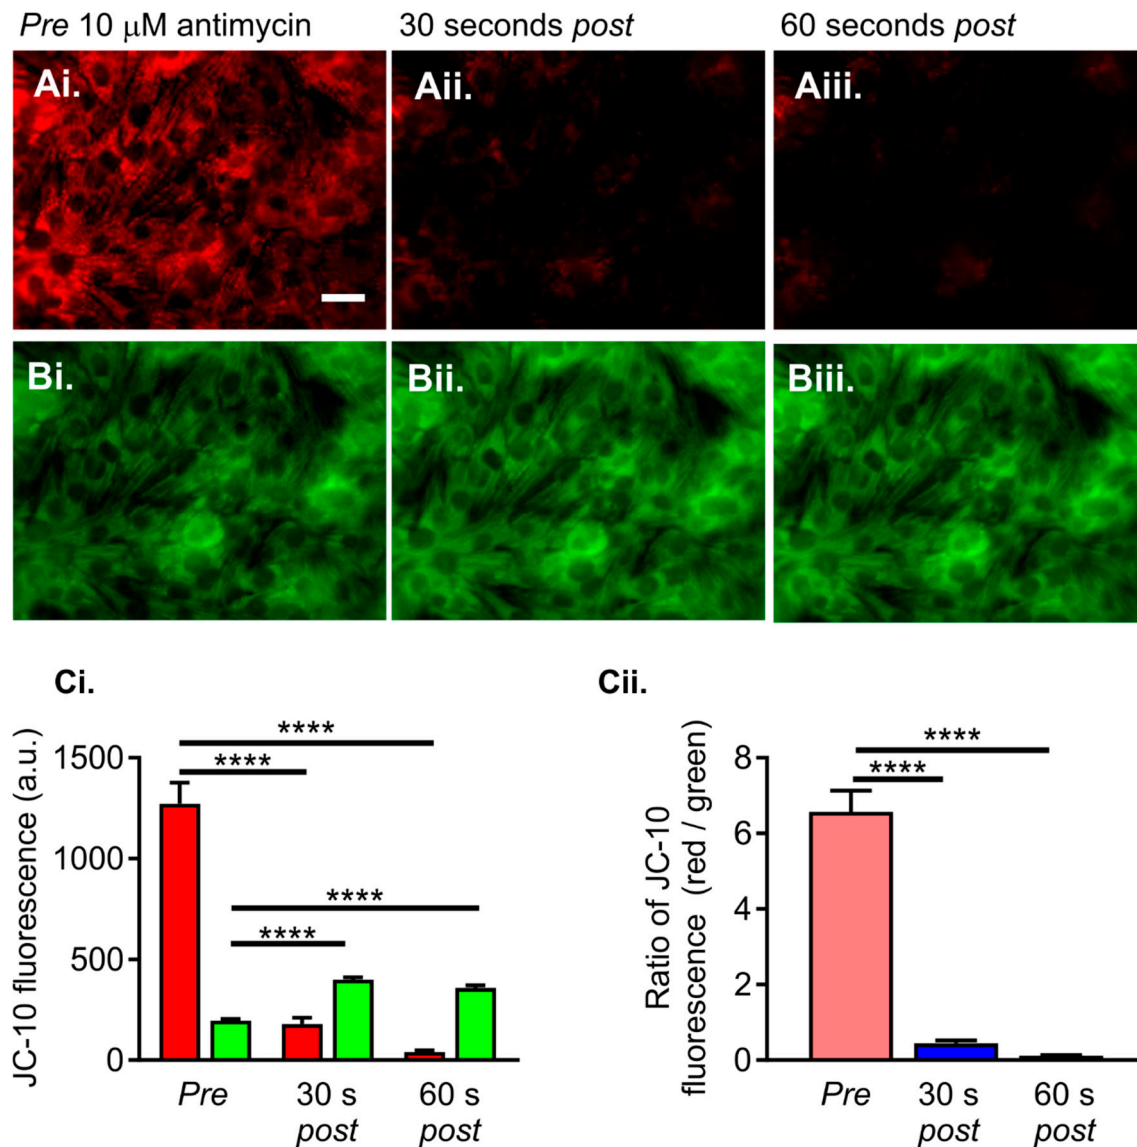 Pre 10 μM antimycin
30 seconds post
60 seconds post
Ai.
Aii.
Aiii.
Bi.
Bii.
Biii.
Ci.
JC-10 fluorescence (a.u.)
1500
1000
500
0
****
****
****
****
Pre
30 s
post
60 s
post
Cii.
Ratio of JC-10
fluorescence (red / green)
8
6
4
2
0
****
****
Pre
30 s
post
60 s
post